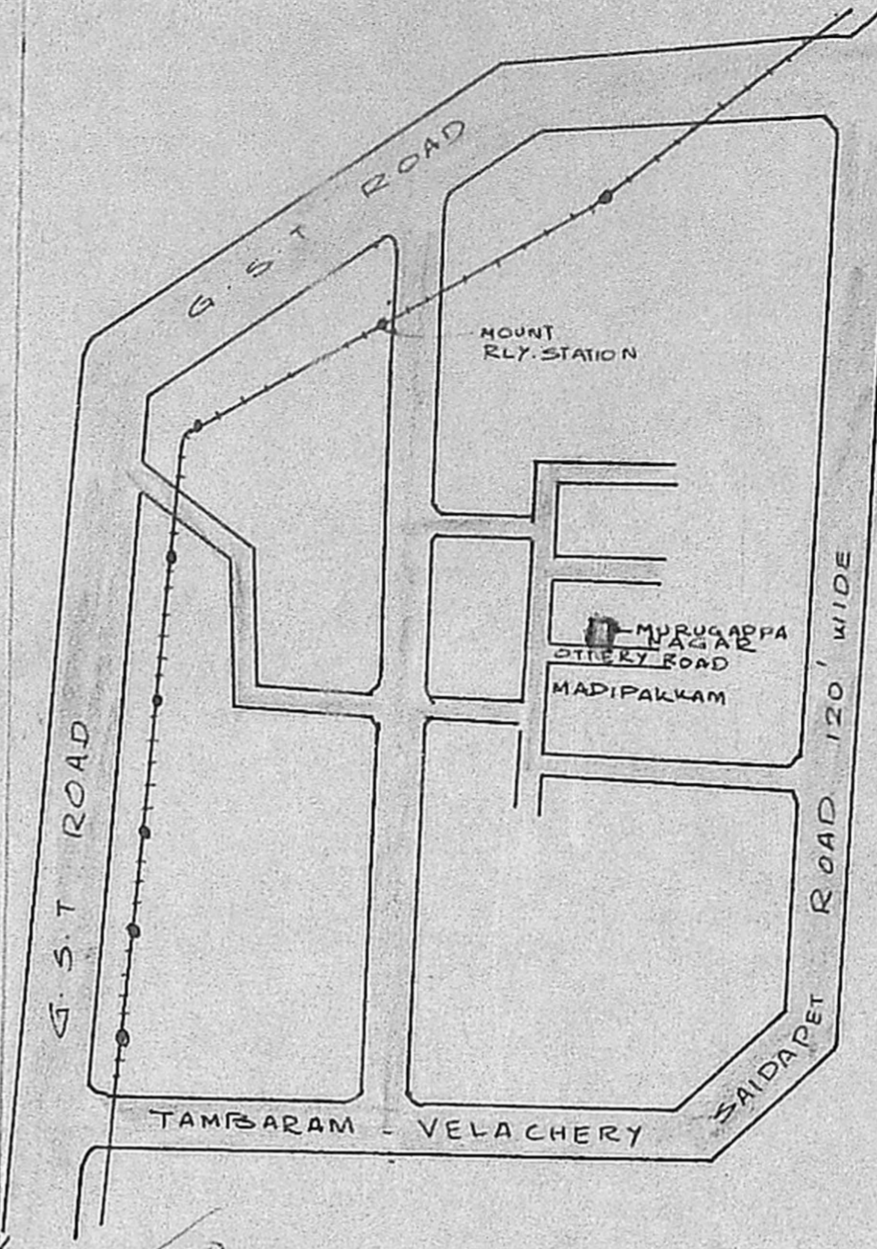 G.S.T ROAD
MOUNT
RLY. STATION
MURUGAPPA
NAGAR
OTTERY ROAD
MADIPAKKAM
G.S.T ROAD
TAMBARAM - VELACHERY
SAIDAPET ROAD 120' WIDE